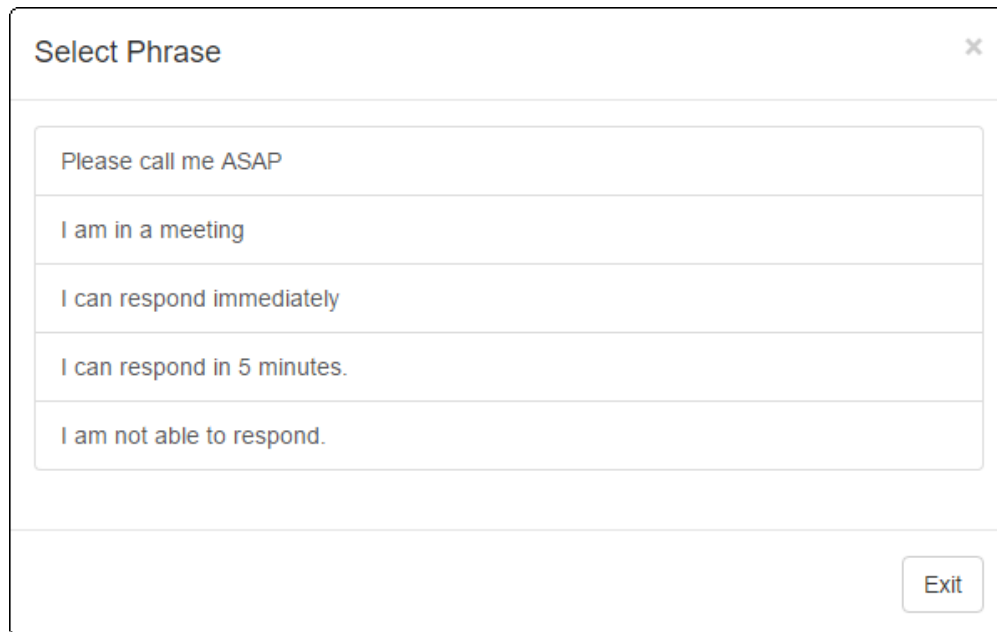 Select Phrase ×
Please call me ASAP
I am in a meeting
I can respond immediately
I can respond in 5 minutes.
I am not able to respond.
Exit